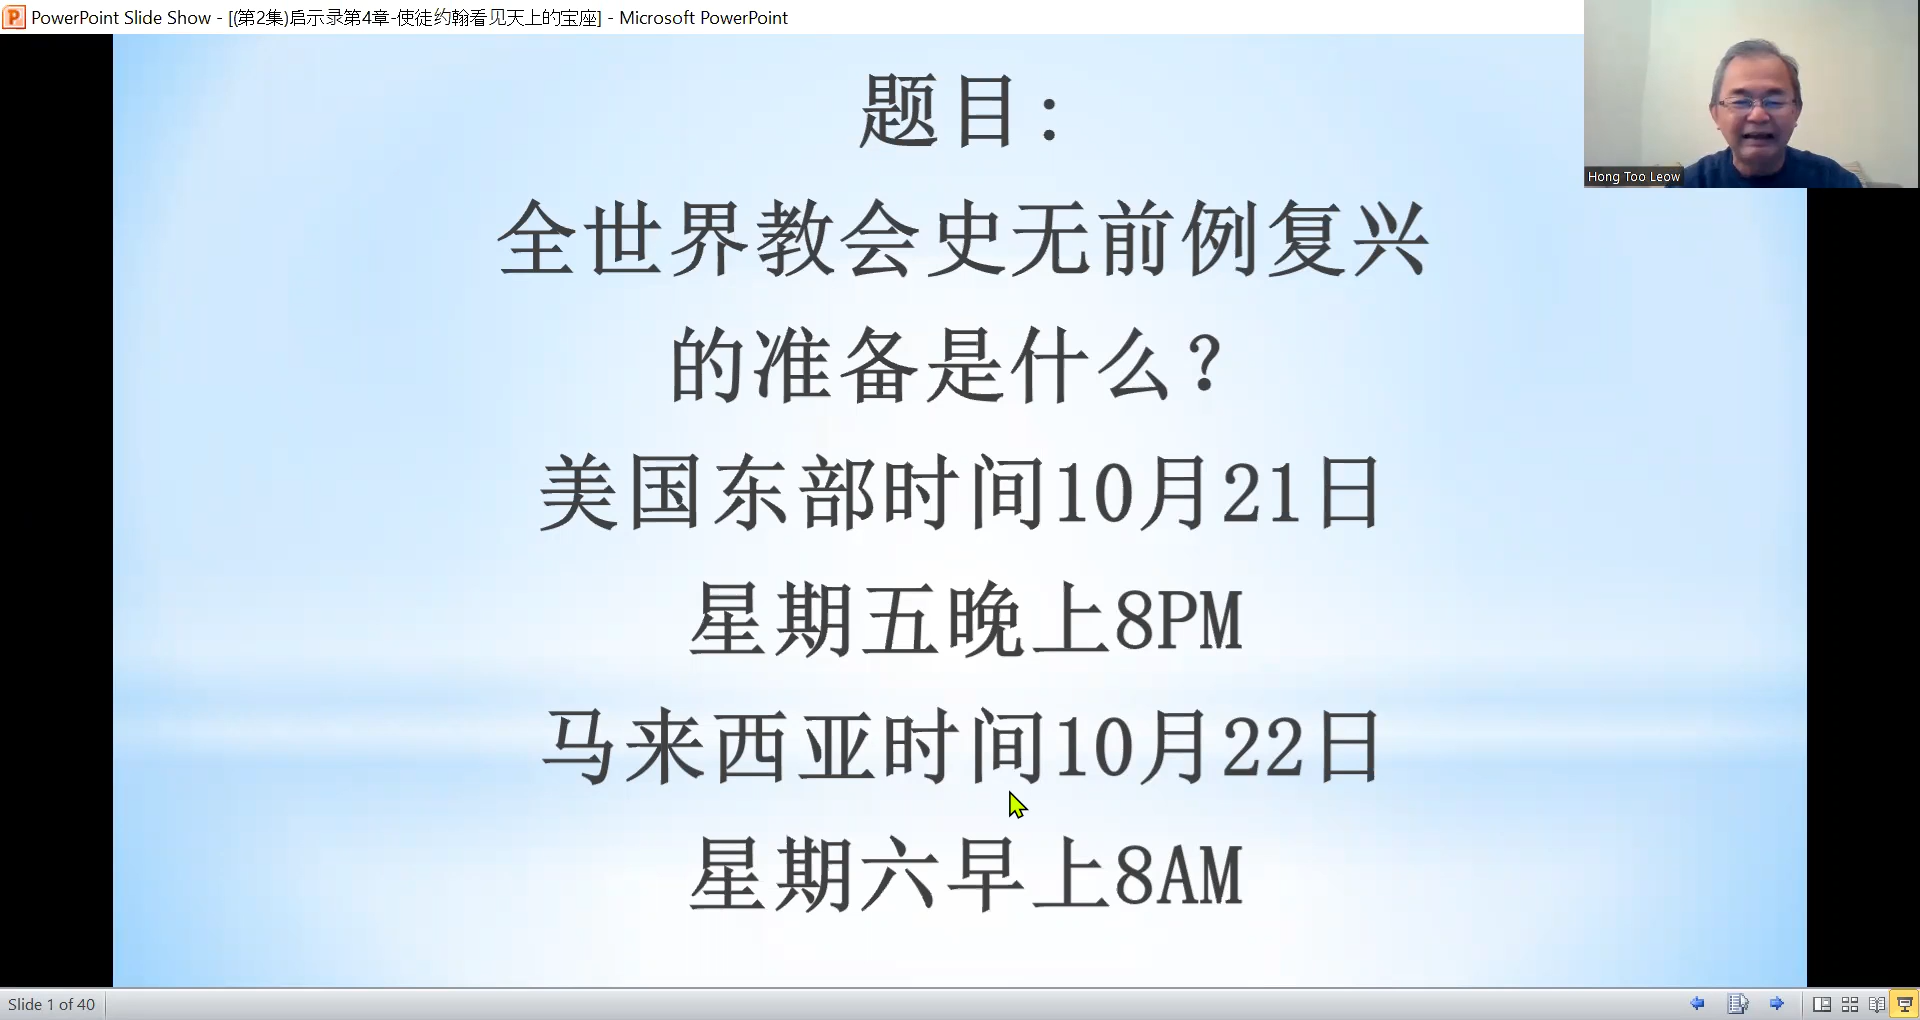 PowerPoint Slide Show - [(第2集)启示录第4章-使徒约翰看见天上的宝座] - Microsoft PowerPoint
Hong Too Leow
题目：
全世界教会史无前例复兴
的准备是什么？
美国东部时间10月21日
星期五晚上8PM
马来西亚时间10月22日
星期六早上8AM
Slide 1 of 40